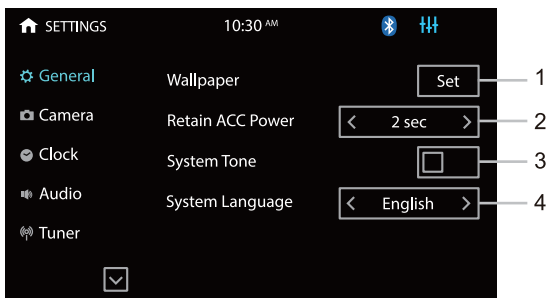 SETTINGS 10:30 AM
General Wallpaper Set 1
Camera Retain ACC Power < 2 sec > 2
Clock System Tone 3
Audio System Language < English > 4
Tuner